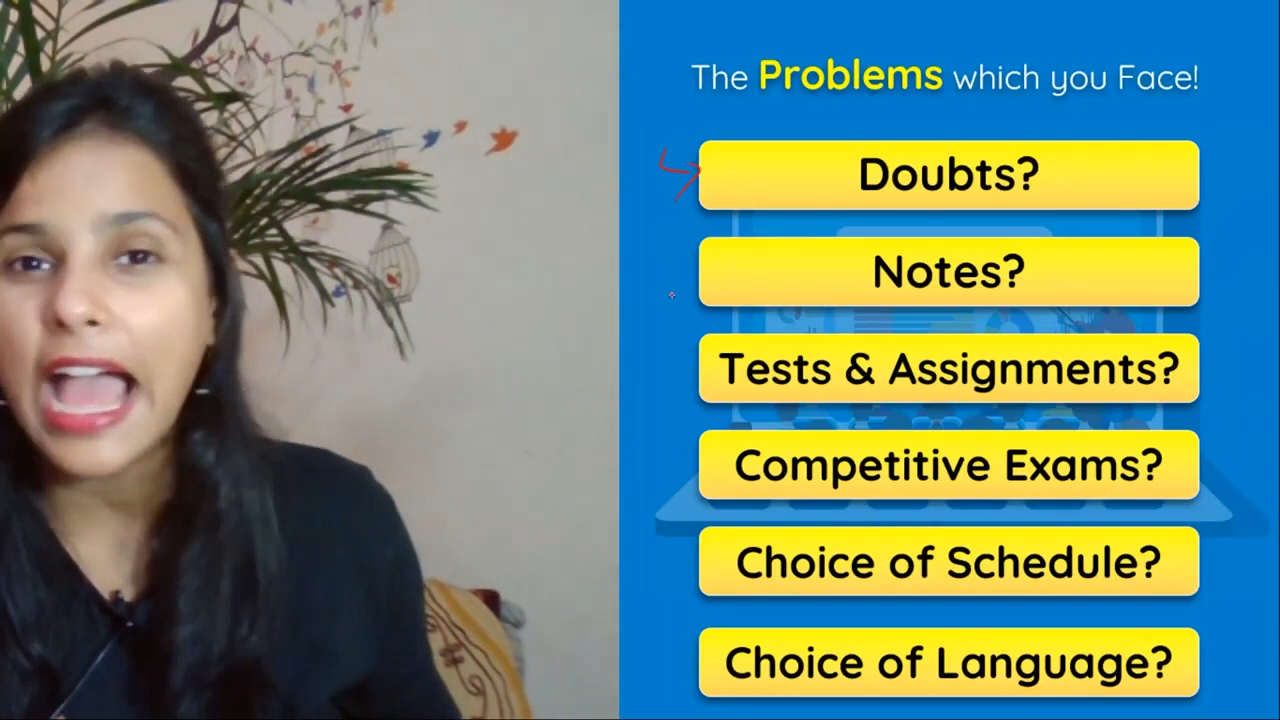 The Problems which you Face!
Doubts?
Notes?
Tests & Assignments?
Competitive Exams?
Choice of Schedule?
Choice of Language?